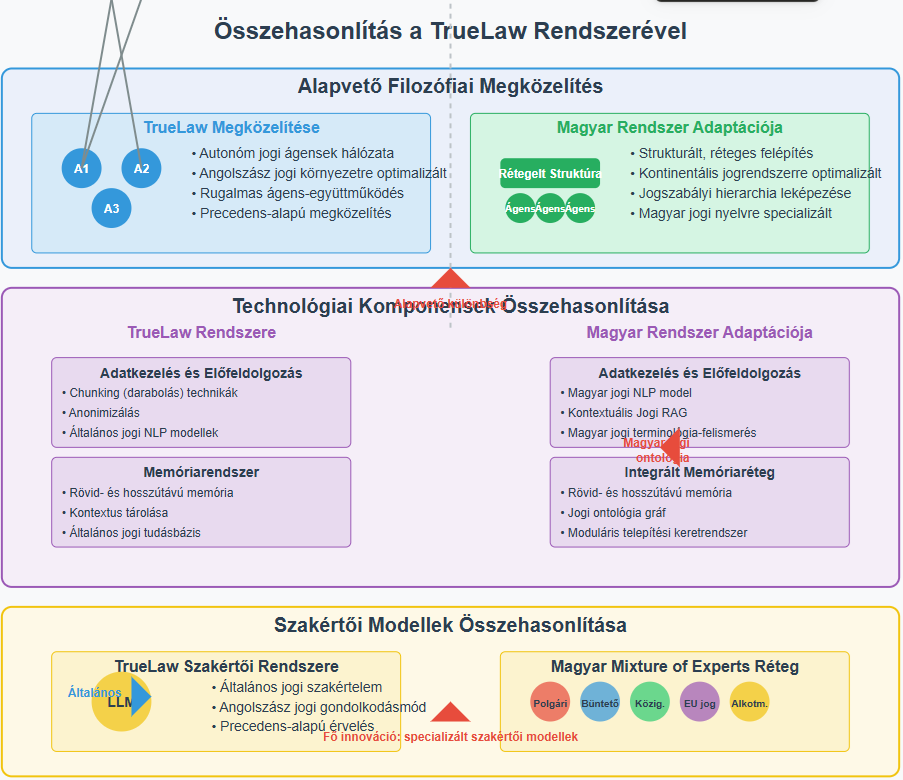 Összehasonlítás a TrueLaw Rendszerével
Alapvető Filozófiai Megközelítés
TrueLaw Megközelítése
A1
A2
A3
• Autonóm jogi ágensek hálózata
• Angolszász jogi környezetre optimalizált
• Rugalmas ágens-együttműködés
• Precedens-alapú megközelítés
Magyar Rendszer Adaptációja
Rétegelt Struktúra
Ágens
Ágens
Ágens
• Strukturált, réteges felépítés
• Kontinentális jogrendszerre optimalizált
• Jogszabályi hierarchia leképezése
• Magyar jogi nyelvre specializált
Alapvető különbség
Technológiai Komponensek Összehasonlítása
TrueLaw Rendszere
Adatkezelés és Előfeldolgozás
• Chunking (darabolás) technikák
• Anonimizálás
• Általános jogi NLP modellek
Memóriarendszer
• Rövid- és hosszútávú memória
• Kontextus tárolása
• Általános jogi tudásbázis
Magyar Rendszer Adaptációja
Adatkezelés és Előfeldolgozás
• Magyar jogi NLP model
• Kontextuális Jogi RAG
• Magyar jogi terminológia-felismerés
Magyar jogi
ontológia
Integrált Memóriaréteg
• Rövid- és hosszútávú memória
• Jogi ontológia gráf
• Moduláris telepítési keretrendszer
Szakértői Modellek Összehasonlítása
TrueLaw Szakértői Rendszere
Általános
LLM
• Általános jogi szakértelem
• Angolszász jogi gondolkodásmód
• Precedens-alapú érvelés
Magyar Mixture of Experts Réteg
Polgári
Büntető
Közig.
EU jog
Alkotm.
Fő innováció: specializált szakértői modellek